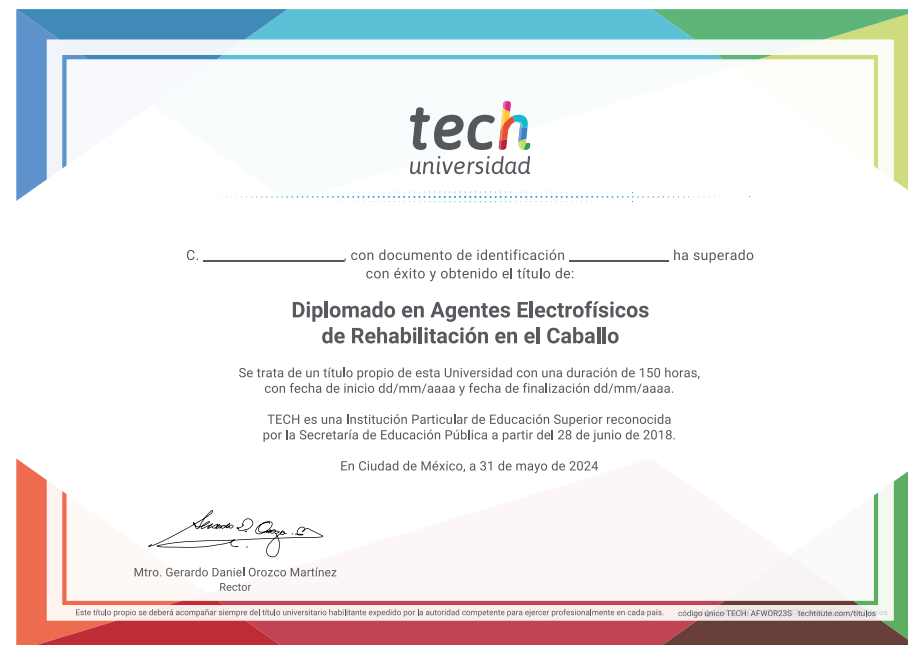 tech
universidad
C. ____________, con documento de identificación ____________ ha superado
con éxito y obtenido el título de:
Diplomado en Agentes Electrofísicos
de Rehabilitación en el Caballo
Se trata de un título propio de esta Universidad con una duración de 150 horas,
con fecha de inicio dd/mm/aaaa y fecha de finalización dd/mm/aaaa.
TECH es una Institución Particular de Educación Superior reconocida
por la Secretaría de Educación Pública a partir del 28 de junio de 2018.
En Ciudad de México, a 31 de mayo de 2024
Mtro. Gerardo Daniel Orozco Martínez
Rector
Este título propio se deberá acompañar siempre del título universitario habilitante expedido por la autoridad competente para ejercer profesionalmente en cada país. código único TECH: AFWOR23S techtitute.com/titulos